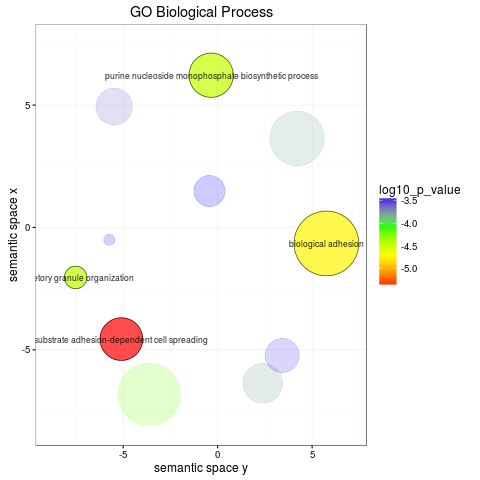 GO Biological Process
purine nucleoside monophosphate biosynthetic process
biological adhesion
etory granule organization
substrate adhesion-dependent cell spreading
5
0
-5
semantic space x
-5
0
5
semantic space y
log10_p_value
-3.5
-4.0
-4.5
-5.0